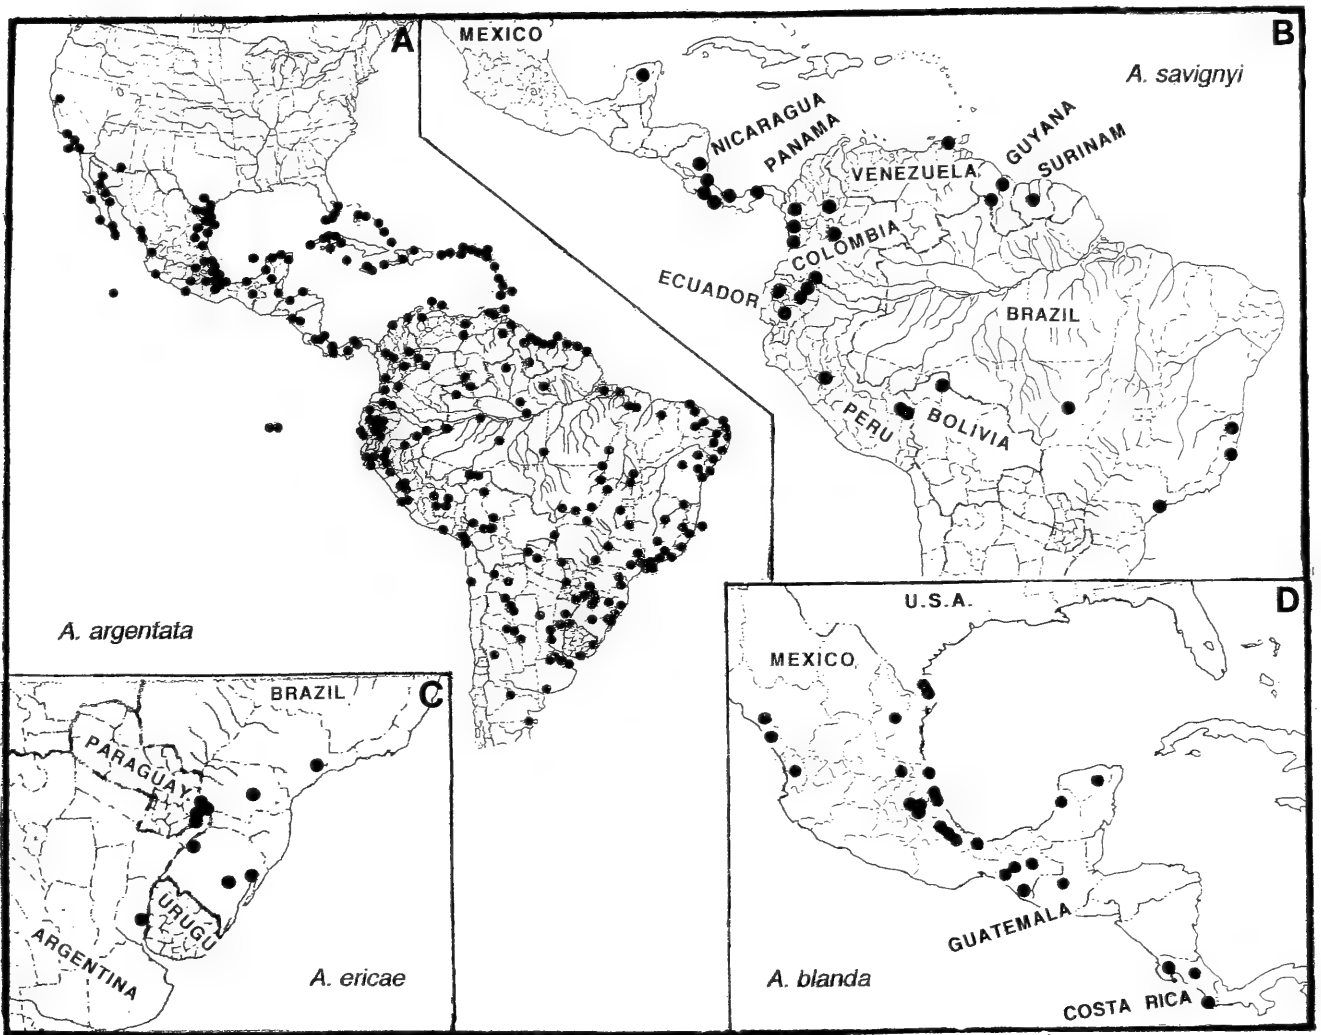 A
A. argentata
B
A. savignyi
MEXICO
NICARAGUA
PANAMA
VENEZUELA
GUYANA
SURINAM
COLOMBIA
ECUADOR
BRAZIL
PERU
BOLIVIA
C
BRAZIL
PARAGUAY
URUGU
ARGENTINA
A. ericae
D
U.S.A.
MEXICO
GUATEMALA
COSTA RICA
A. blanda